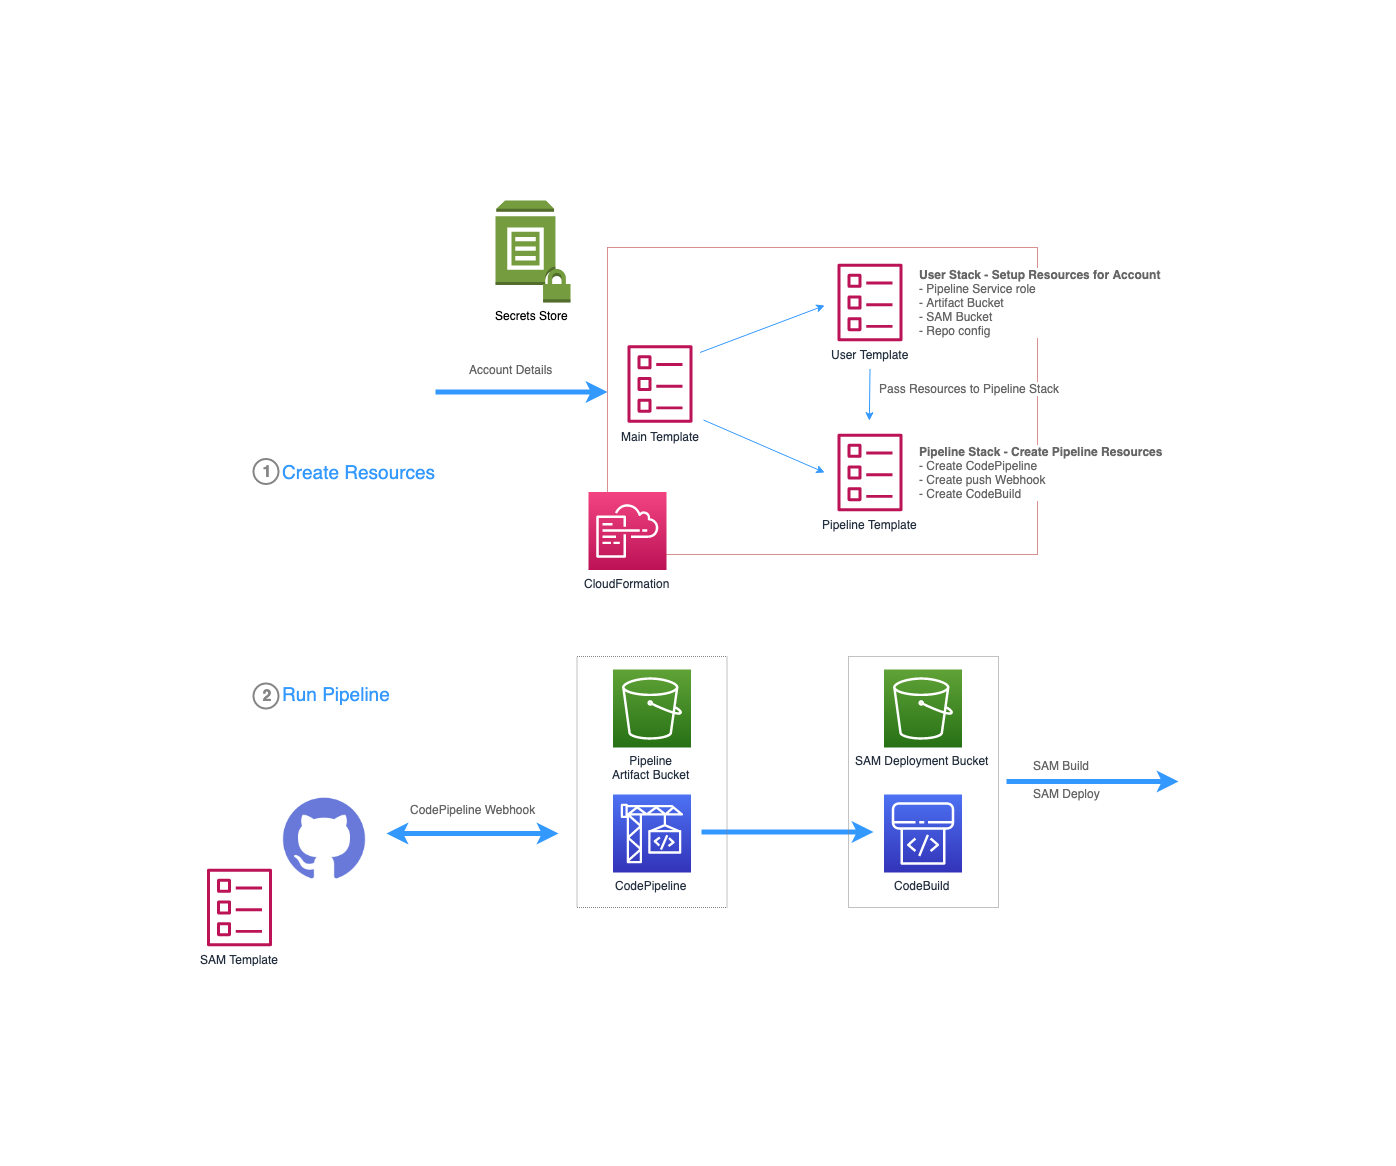 Secrets Store
Account Details
Main Template
User Template
User Stack - Setup Resources for Account
- Pipeline Service role
- Artifact Bucket
- SAM Bucket
- Repo config
Pass Resources to Pipeline Stack
Pipeline Stack - Create Pipeline Resources
- Create CodePipeline
- Create push Webhook
- Create CodeBuild
Pipeline Template
1 Create Resources
CloudFormation
2 Run Pipeline
Pipeline
Artifact Bucket
SAM Deployment Bucket
SAM Build
SAM Deploy
CodePipeline Webhook
</>
</>
CodePipeline
CodeBuild
SAM Template